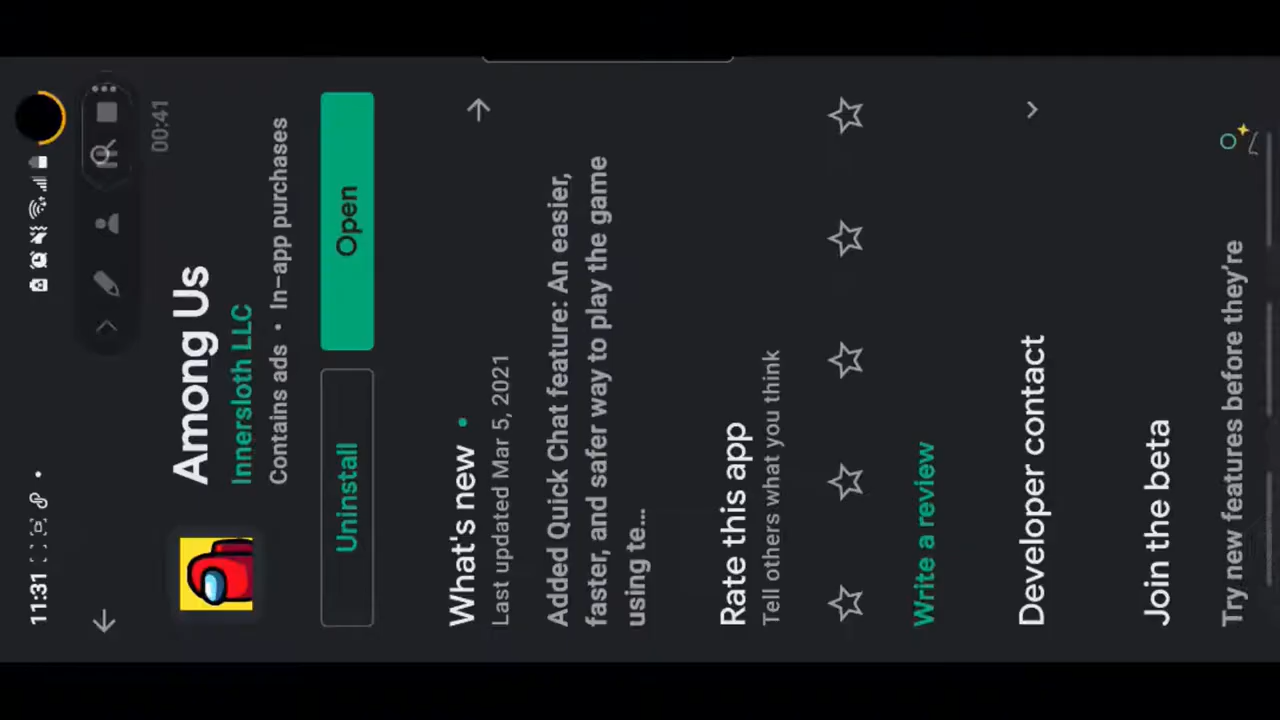 11:31
00:41
Among Us
Innersloth LLC
Contains ads • In-app purchases
Uninstall
Open
What's new •
Last updated Mar 5, 2021
Added Quick Chat feature: An easier,
faster, and safer way to play the game
using te...
Rate this app
Tell others what you think
Write a review
Developer contact
Join the beta
Try new features before they're